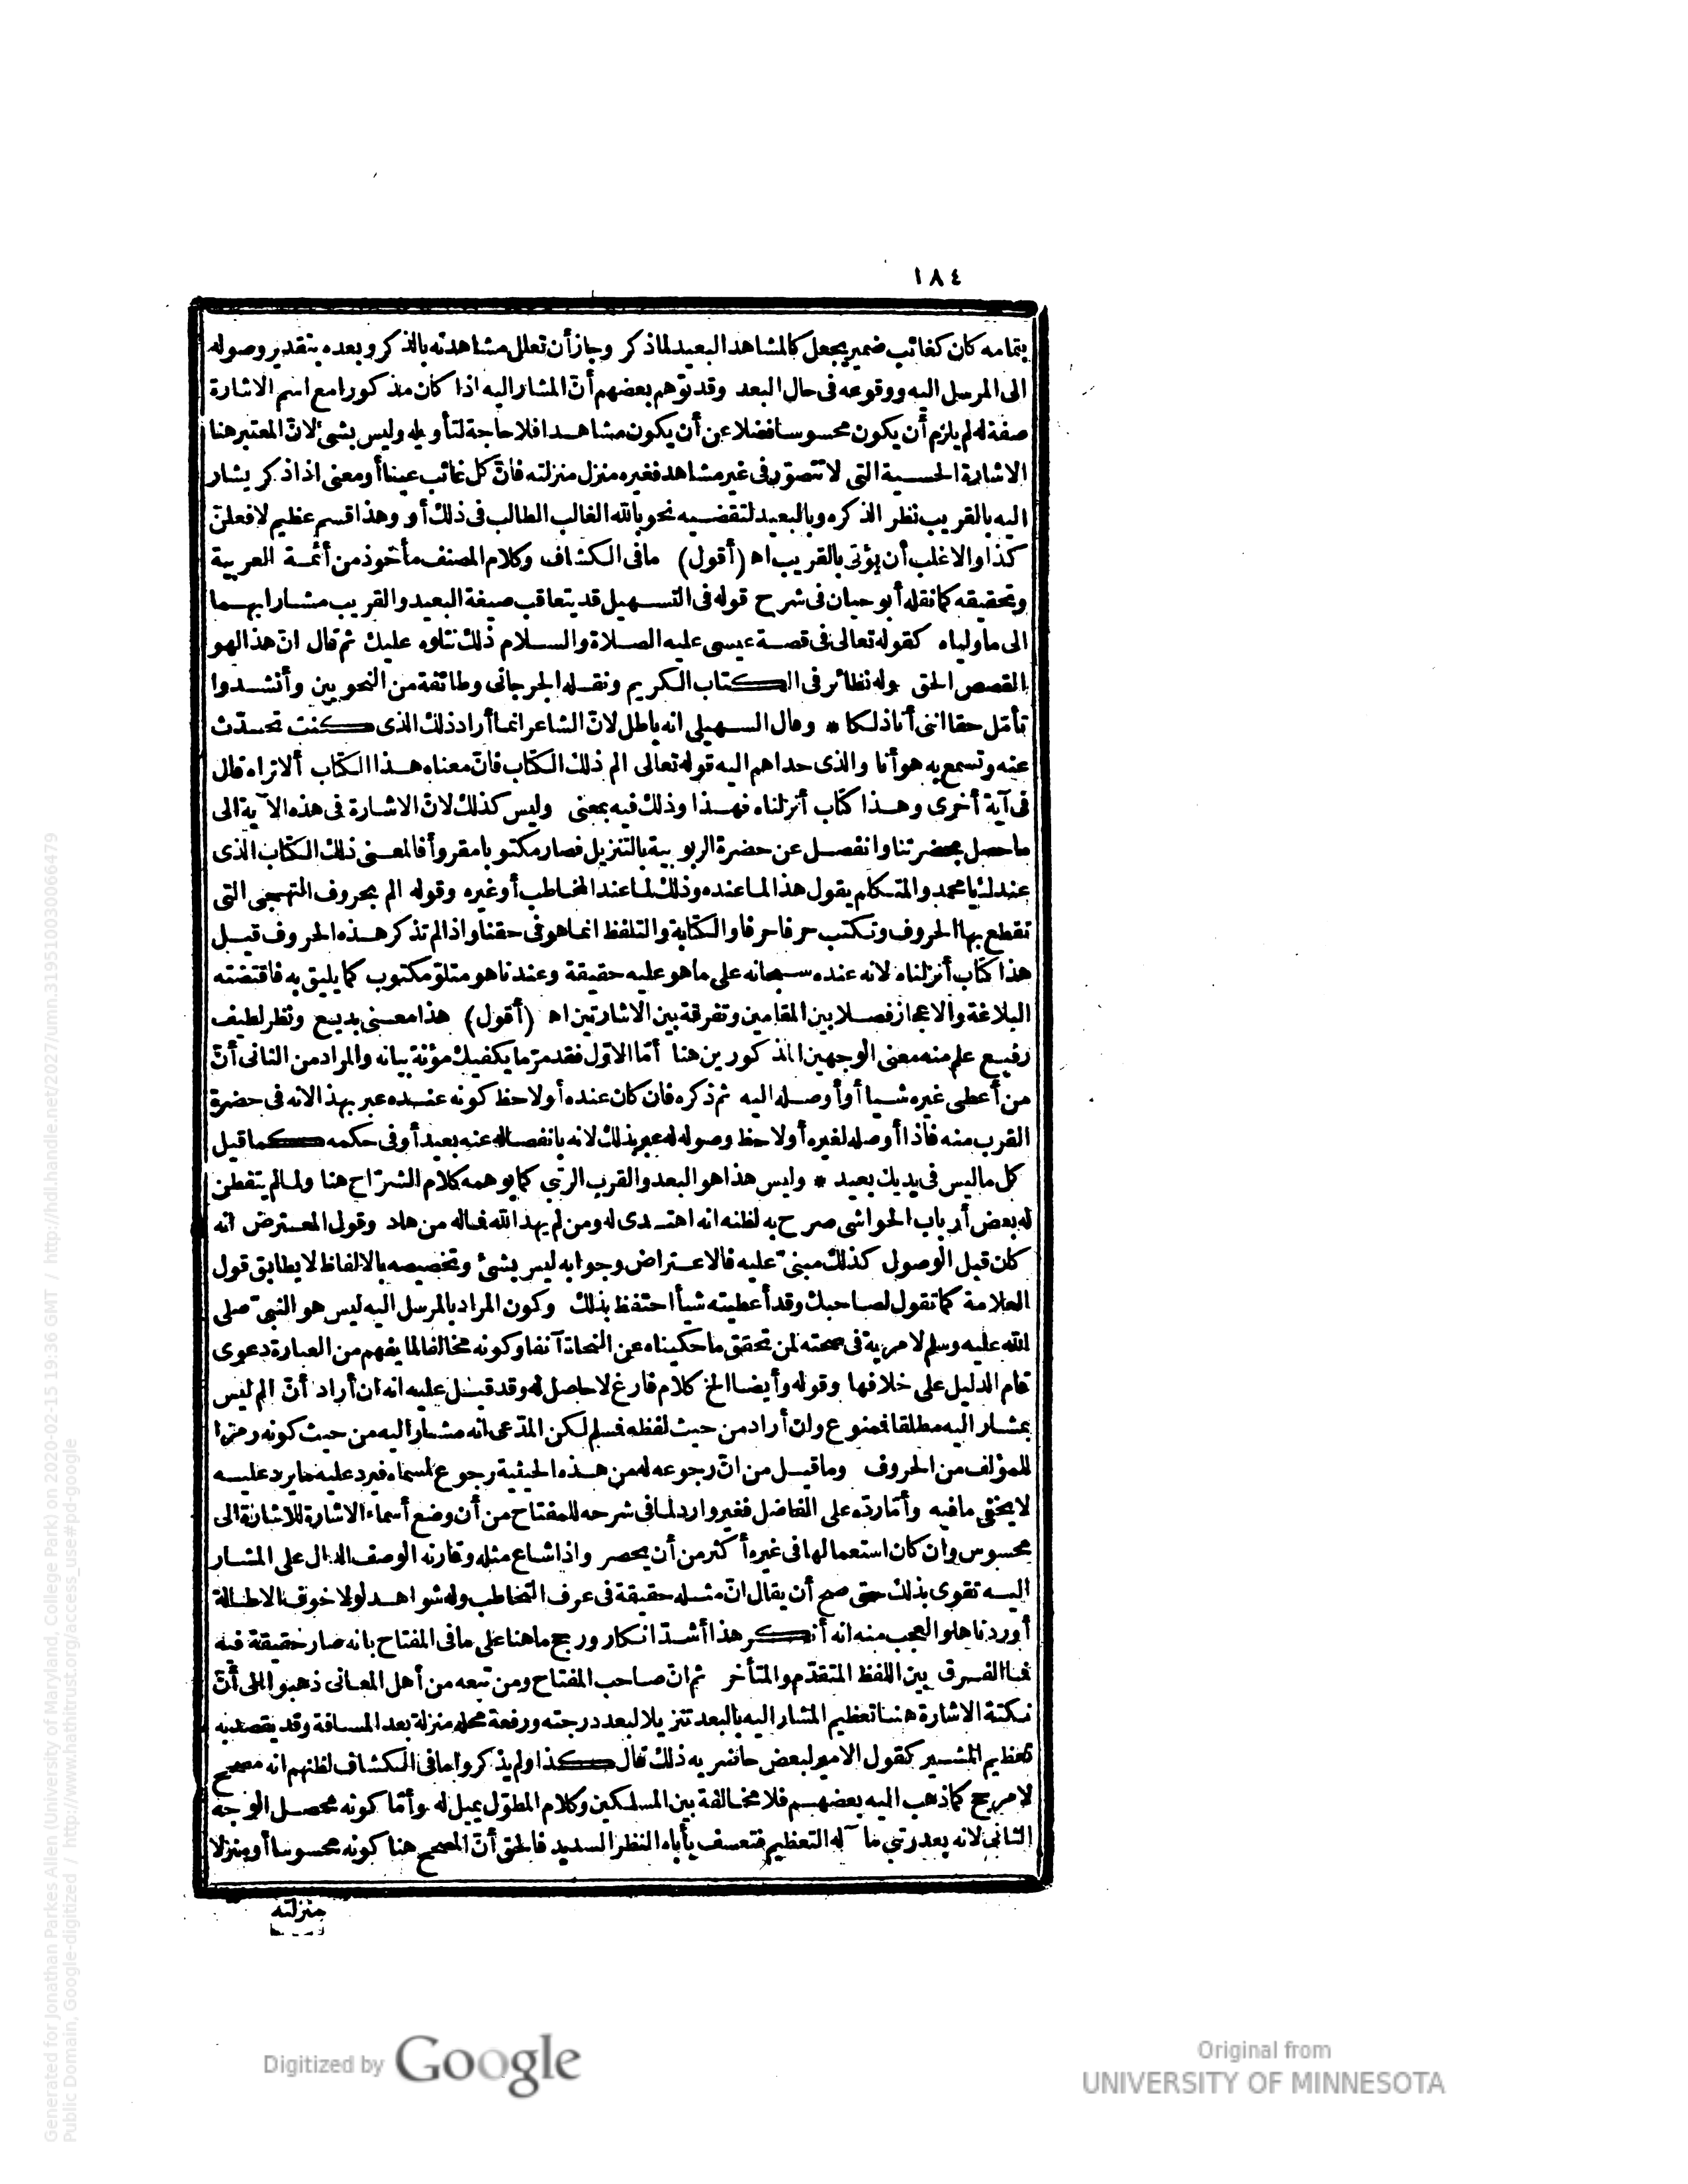 ١٨٤
بتمامه كان كغائب ضمير يجعل كالمشاهد البعيد لما ذكر وجاز أن تعلل مشاهدته بالذكر وبعده بتقدير وصوله
الى المرسل اليه ووقوعه فى حال البعد وقد توّهم بعضهم أنّ المشار اليه اذا كان مذكورا مع اسم الاشارة
صفة له لم يلزم أن يكون محسوسا فضلا عن أن يكون مشاهدا فلا حاجة لتأويله وليس بشئ لانّ المعتبر هنا
الاشارة الحسية التى لا تتصوّر فى غير مشاهد فغيره منزل منزلته فانّ كل غائب عينا أو معنى اذا ذكر يشار
اليه بالقريب نظر الذكره وبالبعيد لتقضيه نحو بالله الغالب الطالب فى ذلك أو وهذا قسم عظيم لافعلنّ
كذا والاغلب أن يؤتى بالقريب اه (أقول) مافى الكشاف وكلام المصنف مأخوذ من أئمة العربية
وتحقيقه كما نقله أبو حيان فى شرح قوله فى التسهيل قد يتعاقب صيغة البعيد والقريب مشارا بهما
الى ما ولياه كقوله تعالى فى قصة عيسى عليه الصلاة والسلام ذلك نتلوه عليك ثم قال انّ هذا لهو
القصص الحق وله نظائر فى الكتاب الكريم ونقله الجرجانى وطائفة من النحويين وأنشدوا
تأمّل حقا اننى أنا ذلكا * وقال السهيلى انه باطل لانّ الشاعر انما أراد ذلك الذى كنت تحدّث
عنه وتسمع به هو أنا والذى حداهم اليه قوله تعالى الم ذلك الكتاب فانّ معناه هذا الكتاب ألا تراه قال
فى آية أخرى وهذا كتاب أنزلناه فهذا وذلك فيه بمعنى وليس كذلك لانّ الاشارة فى هذه الآية الى
ما حصل بحضرتنا وانفصل عن حضرة الربوبية بالتنزيل فصار مكتوبا مقروأ فالمعنى ذلك الكتاب الذى
عندك يا محمد والمتكلم يقول هذا لما عنده وذلك لما عند المخاطب أو غيره وقوله الم بحروف التهجى التى
تقطع بها الحروف وتكتب حرفا حرفا والكتابة والتلفظ انما هو فى حقنا واذا لم تذكر هذه الحروف قبل
هذا كتاب أنزلناه لانه عنده سبحانه على ما هو عليه حقيقة وعندنا هو متلوّ مكتوب كما يليق به فاقتضته
البلاغة والاعجاز فصلا بين المقامين وتفرقة بين الاشارتين اه (أقول) هذا معنى بديع ونظر لطيف
رفيع علم منه معنى الوجهين المذكورين هنا أمّا الاوّل فقد مرّ ما يكفيك مؤنة بيانه والمراد من الثانى أنّ
من أعطى غيره شيأ أو أوصله اليه ثم ذكره فان كان عنده أو لاحظ كونه عنده عبر بهذا لانه فى حضرة
القرب منه فاذا أوصله لغيره أو لاحظ وصوله له عبر بذلك لانه بانفصاله عنه بعيد أو فى حكمه كما قيل
كل ما ليس فى يديك بعيد * وليس هذا هو البعد والقرب الرتبى كما يوهمه كلام الشرّاح هنا ولما لم يتفطن
له بعض أرباب الحواشى صرح به لظنه انه اهتدى له ومن لم يهد الله فماله من هاد وقول المعترض انه
كان قبل الوصول كذلك مبنىّ عليه فالاعتراض وجوابه ليس بشئ وتخصيصه بالالفاظ لا يطابق قول
العلامة كما تقول لصاحبك وقد أعطيته شيأ احتفظ بذلك وكون المراد بالمرسل اليه ليس هو النبىّ صلى
الله عليه وسلم لا مرية فى صحته لمن تحقق ما حكيناه عن النحاة آنفا وكونه مخالفا لما يفهم من العبارة دعوى
قام الدليل على خلافها وقوله وأيضا الخ كلام فارغ لا حاصل له وقد قيل عليه انه ان أراد أنّ الم ليس
بمشار اليه مطلقا فممنوع وان أراد من حيث لفظه فسلم لكن المدّعى انه مشار اليه من حيث كونه رمزا
للمؤلف من الحروف وما قيل من انّ رجوعه له من هذه الحيثية رجوع لسماه فيرد عليه ما يرد عليه
لا يخفى ما فيه وأمّا ردّه على الفاضل فغير وارد لما فى شرحه للمفتاح من أن وضع أسماء الاشارة للاشارة الى
محسوس وان كان استعمالها فى غيره أكثر من أن يحصر واذا شاع مثله وقارنه الوصف الدال على المشار
اليه تقوى بذلك حتى صح أن يقال انّ مثله حقيقة فى عرف التخاطب وله شواهد لولا خوف الاطالة
أوردناها والعجب منه انه أنكر هذا أشدّ انكار ورجح ما هنا على ما فى المفتاح بانه صار حقيقة فيه
فما الفرق بين اللفظ المتقدّم والمتأخر ثم انّ صاحب المفتاح ومن تبعه من أهل المعانى ذهبوا الى أنّ
نكتة الاشارة هنا تعظيم المشار اليه بالبعد تنزيلا لبعد درجته ورفعة محله منزلة بعد المسافة وقد يقصد به
تعظيم المشير كقول الامير لبعض حاضريه ذلك قال كذا ولم يذكروا ما فى الكشاف لظنهم انه مصحح
لا مرجح كما ذهب اليه بعضهم فلا مخالفة بين المسلكين وكلام المطوّل يميل له وأمّا كونه محصل الوجه
الثانى لانه بعد رتبى مآله التعظيم فتعسف يأباه النظر السديد فالحق أنّ المصحح هنا كونه محسوسا أو منزلا
منزلته
Digitized by Google
Original from
UNIVERSITY OF MINNESOTA
Generated for Jonathan Parkes Allen (University of Maryland, College Park) on 2020-02-15 19:36 GMT / http://hdl.handle.net/2027/umn.319510030066479
Public Domain, Google-digitized / http://www.hathitrust.org/access_use#pd-google